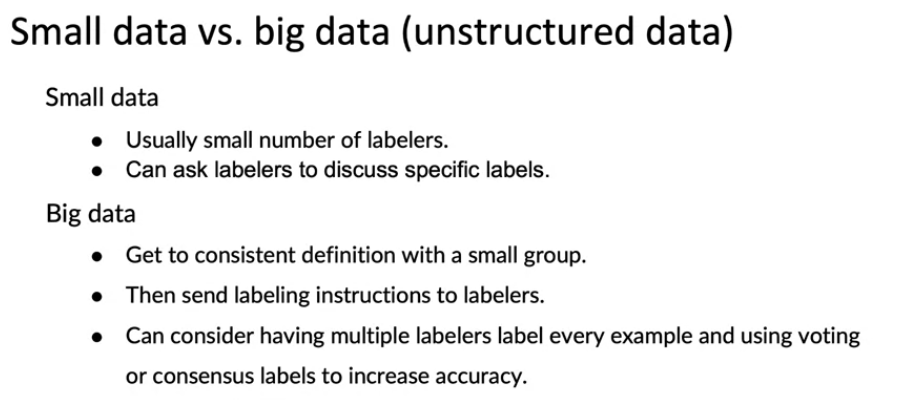 Small data vs. big data (unstructured data)
Small data
● Usually small number of labelers.
● Can ask labelers to discuss specific labels.
Big data
● Get to consistent definition with a small group.
● Then send labeling instructions to labelers.
● Can consider having multiple labelers label every example and using voting
or consensus labels to increase accuracy.